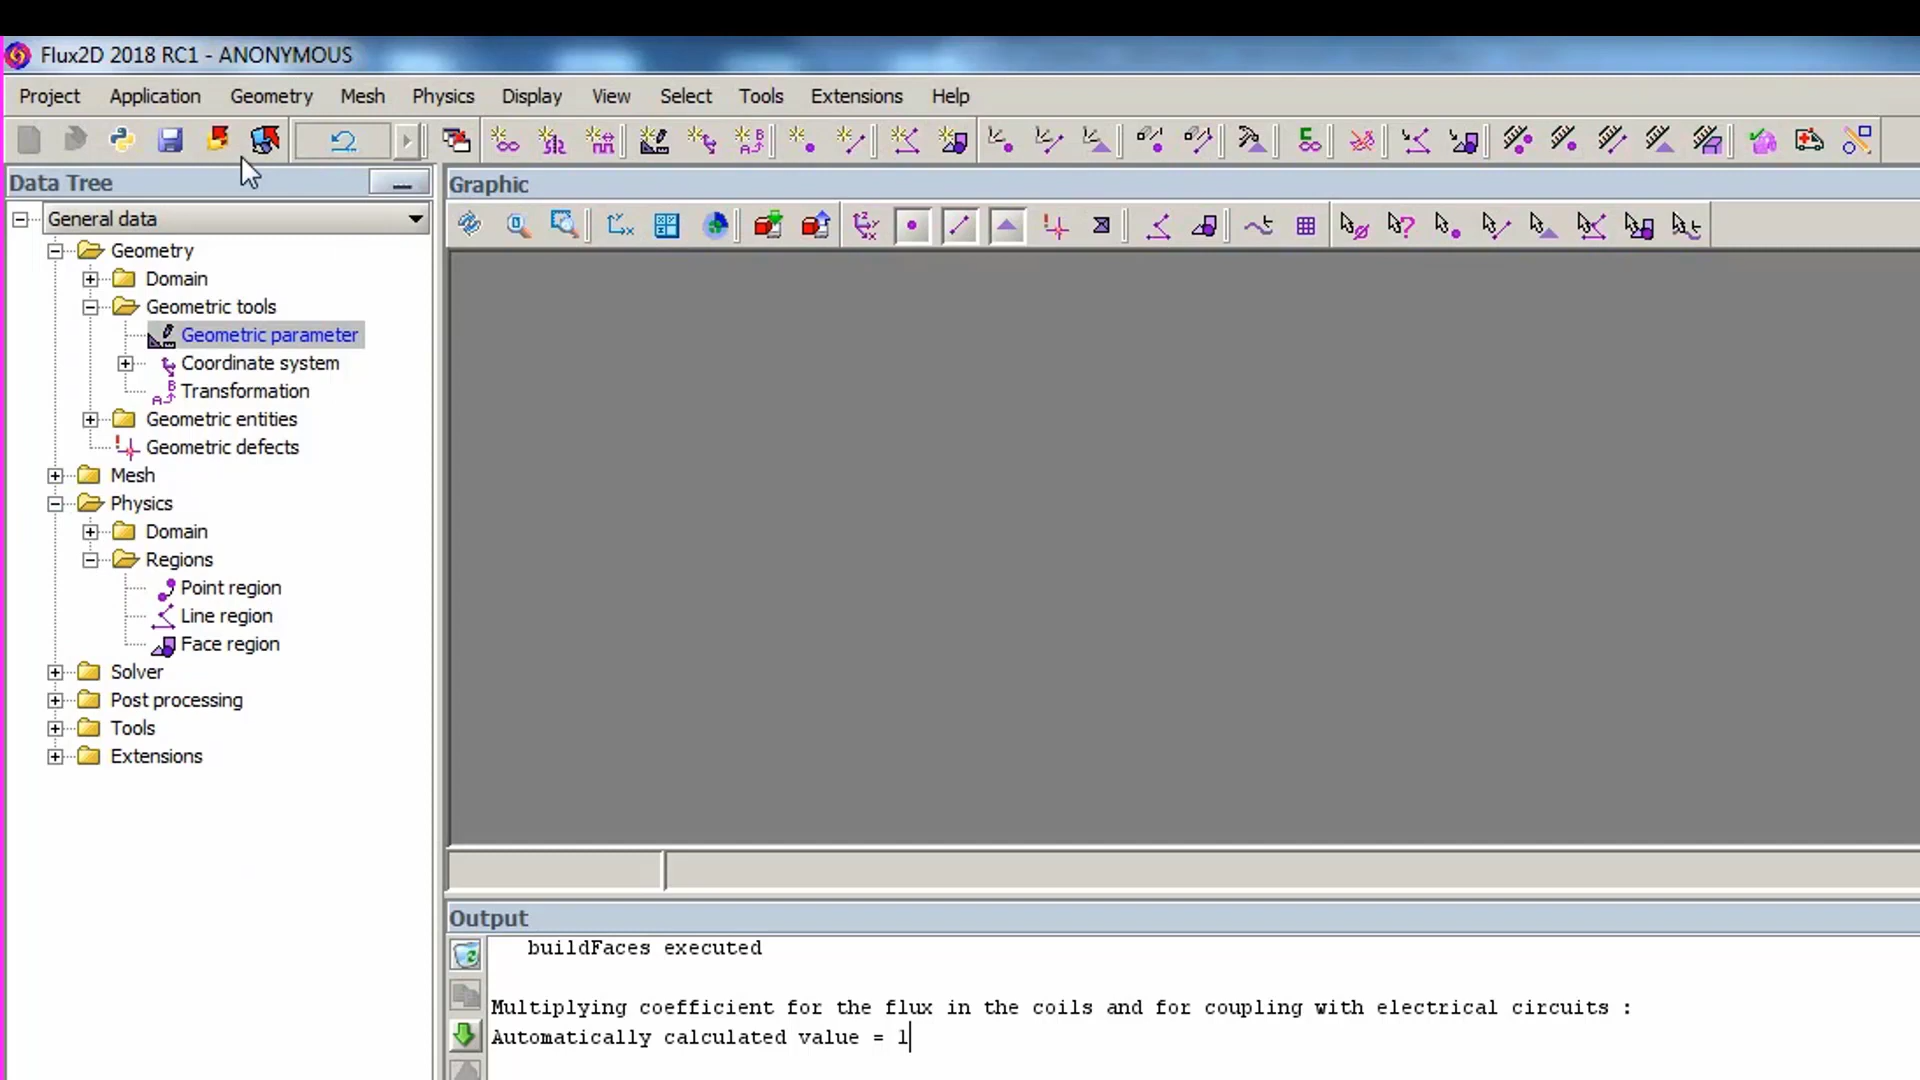 Flux2D 2018 RC1 - ANONYMOUS
Project Application Geometry Mesh Physics Display View Select Tools Extensions Help
Data Tree
General data
Geometry
Domain
Geometric tools
Geometric parameter
Coordinate system
Transformation
Geometric entities
Geometric defects
Mesh
Physics
Domain
Regions
Point region
Line region
Face region
Solver
Post processing
Tools
Extensions
Graphic
Output
buildFaces executed
Multiplying coefficient for the flux in the coils and for coupling with electrical circuits :
Automatically calculated value = 1